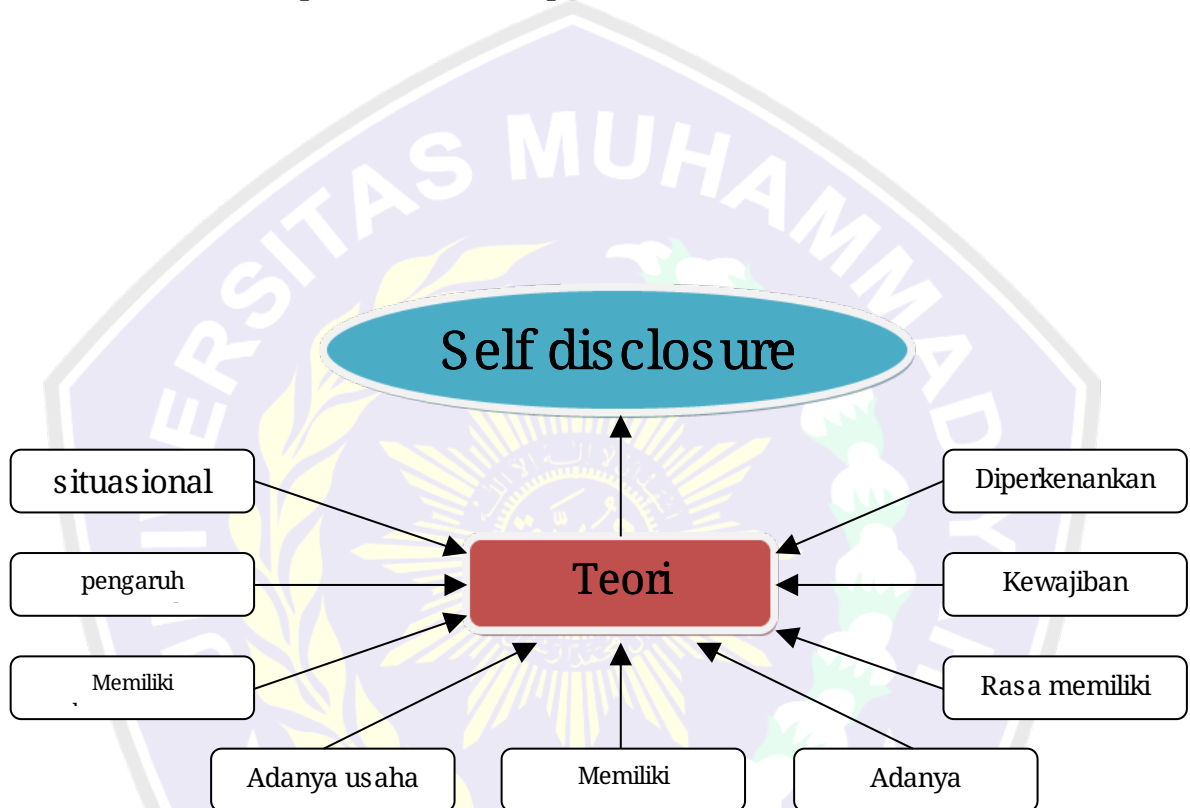 UNIVERSITAS MUHAMMADIYAH
Self disclosure
situasional
Diperkenankan
Teori
pengaruh
Kewajiban
Memiliki
Rasa memiliki
Adanya usaha
Memiliki
Adanya